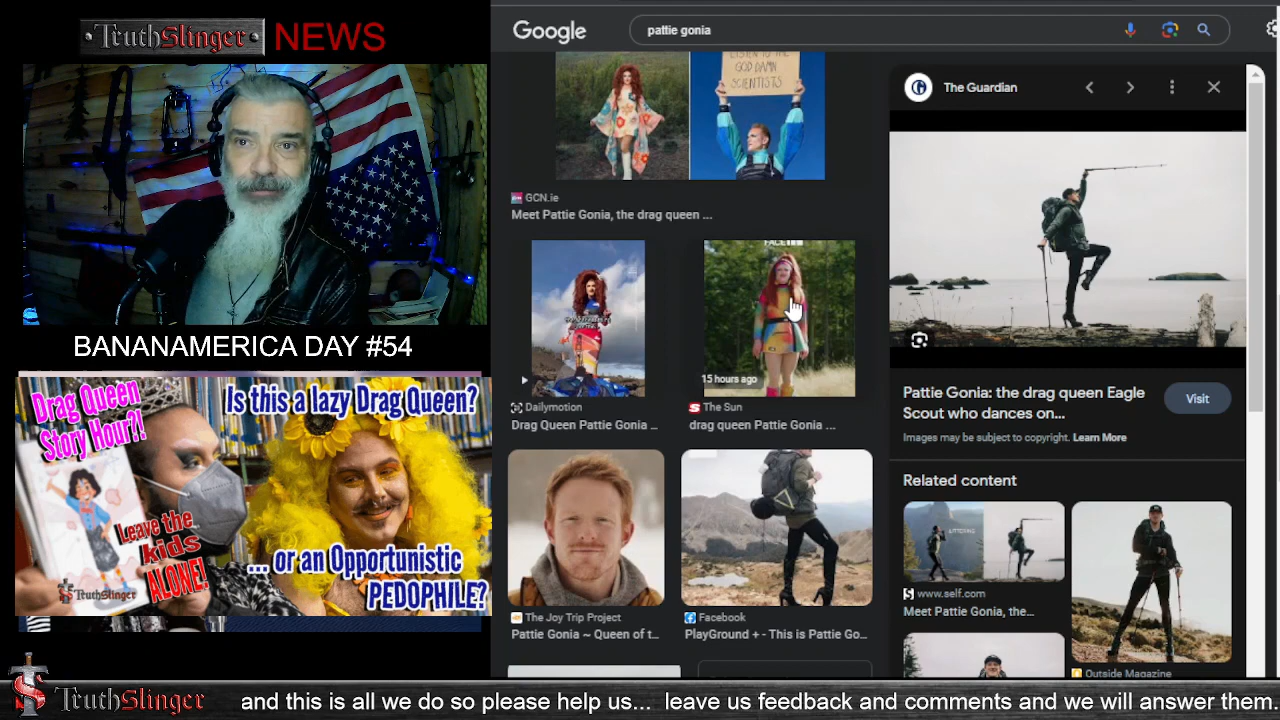 TruthSlinger NEWS
BANANAMERICA DAY #54
Drag Queen
Story Hour?!
Is this a lazy Drag Queen?
Leave the
kids
ALONE!
... or an Opportunistic
PEDOPHILE?
TruthSlinger
Google
pattie gonia
LISTEN TO THE
GOD DAMN
SCIENTISTS
GCN.ie
Meet Pattie Gonia, the drag queen ...
15 hours ago
Dailymotion
Drag Queen Pattie Gonia ...
The Sun
drag queen Pattie Gonia ...
The Joy Trip Project
Pattie Gonia ~ Queen of t...
Facebook
PlayGround + - This is Pattie Go...
The Guardian
Pattie Gonia: the drag queen Eagle
Scout who dances on...
Visit
Images may be subject to copyright. Learn More
Related content
www.self.com
Meet Pattie Gonia, the...
Outside Magazine
TruthSlinger
and this is all we do so please help us... leave us feedback and comments and we will answer them.